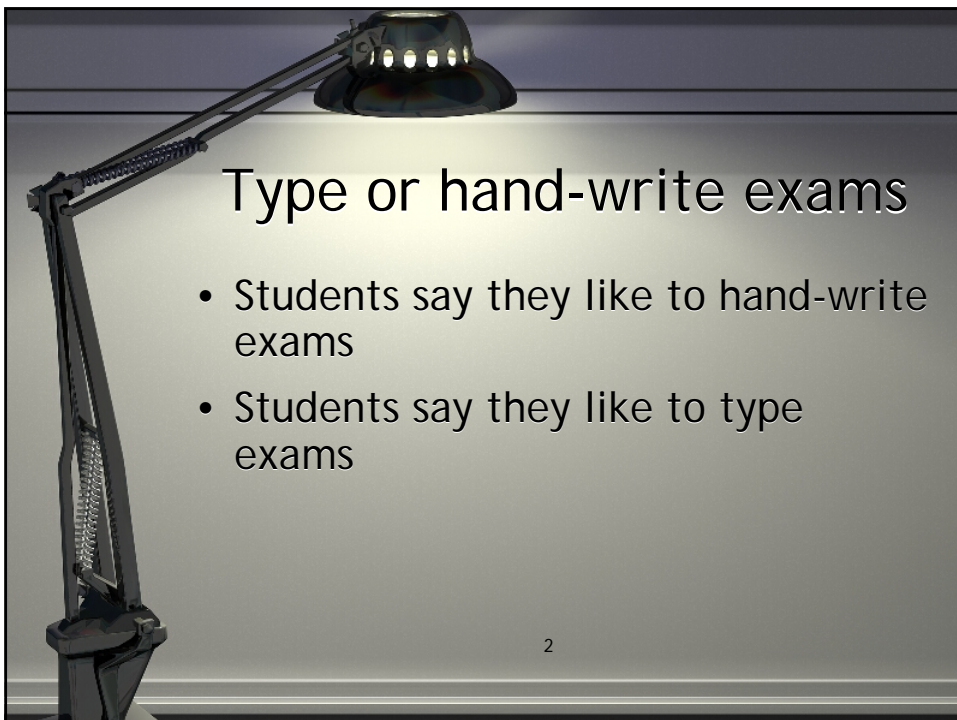 Type or hand-write exams
• Students say they like to hand-write
exams
• Students say they like to type
exams
2